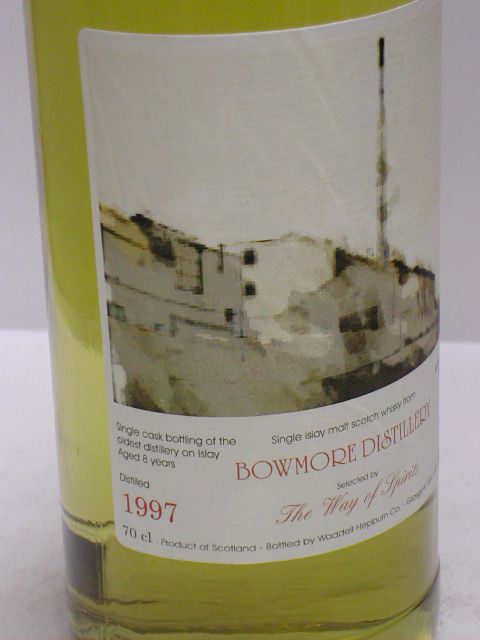 Single cask bottling of the
oldest distillery on Islay
Aged 8 years
Distilled
1997
Single islay malt scotch whisky from
BOWMORE DISTILLERY
Selected by
The Way of Spirits
70 cl - Product of Scotland - Bottled by Waddell Hepburn Co. - Glasgow